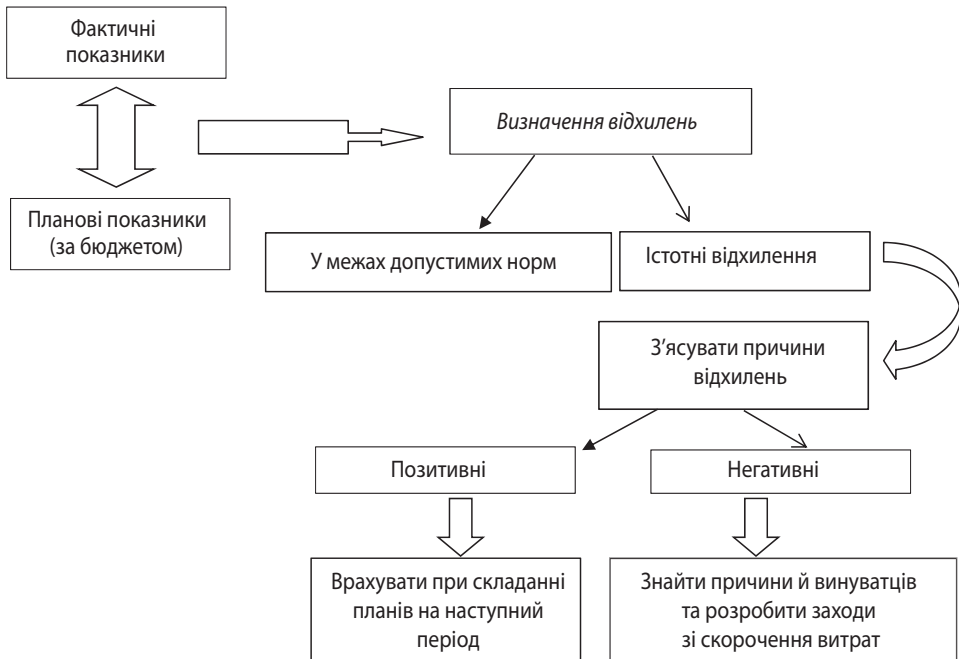 Фактичні
показники
Визначення відхилень
Планові показники
(за бюджетом)
У межах допустимих норм
Істотні відхилення
З’ясувати причини
відхилень
Позитивні
Негативні
Врахувати при складанні
планів на наступний
період
Знайти причини й винуватців
та розробити заходи
зі скорочення витрат